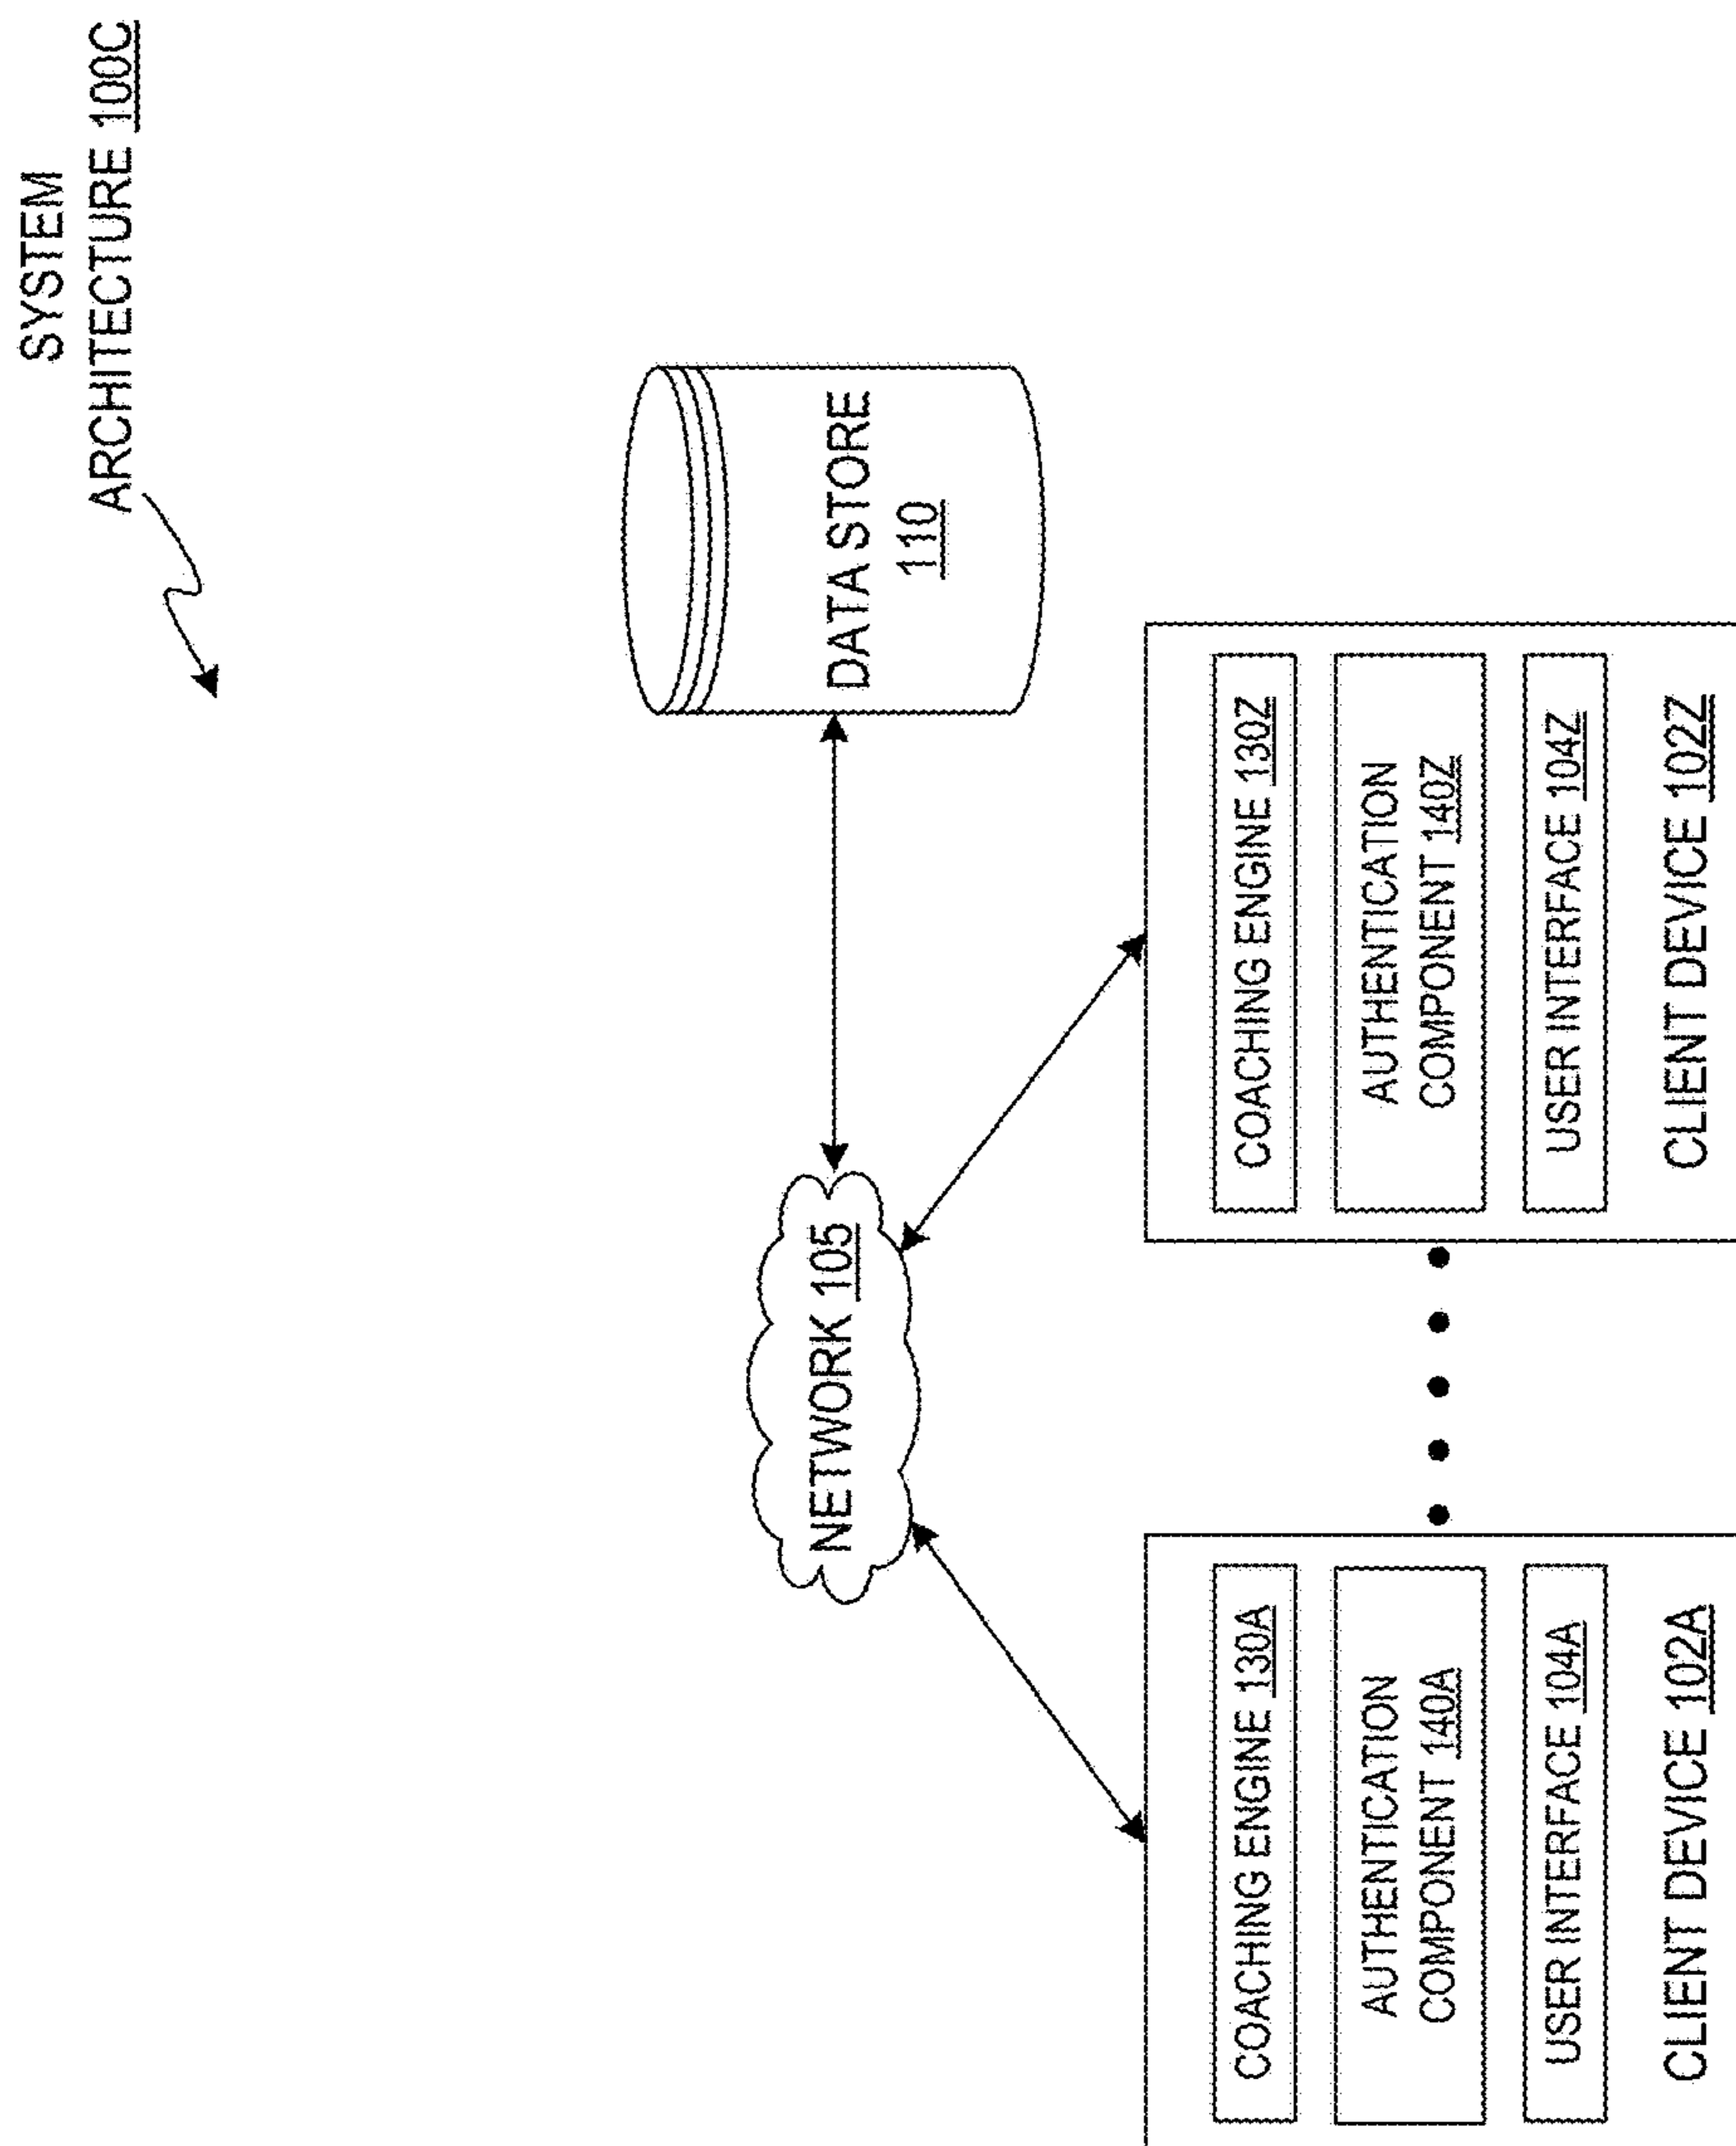 SYSTEM
ARCHITECTURE 100C
DATA STORE
110
NETWORK 105
COACHING ENGINE 130A
AUTHENTICATION
COMPONENT 140A
USER INTERFACE 104A
CLIENT DEVICE 102A
COACHING ENGINE 130Z
AUTHENTICATION
COMPONENT 140Z
USER INTERFACE 104Z
CLIENT DEVICE 102Z